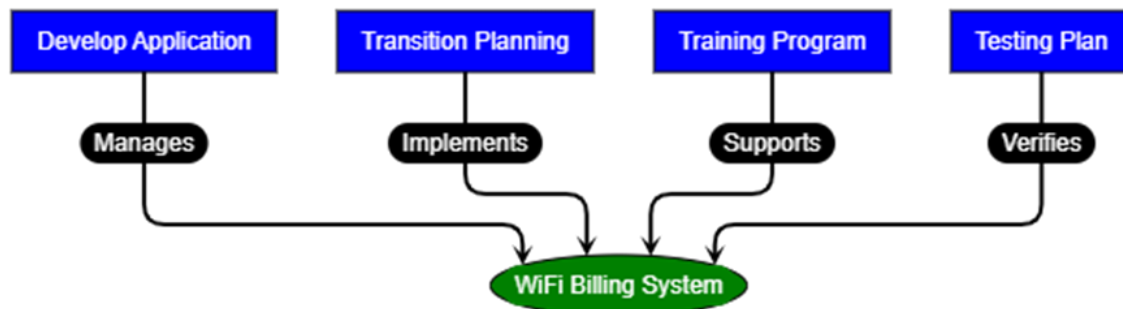 Develop Application
Transition Planning
Training Program
Testing Plan
Manages
Implements
Supports
Verifies
WiFi Billing System